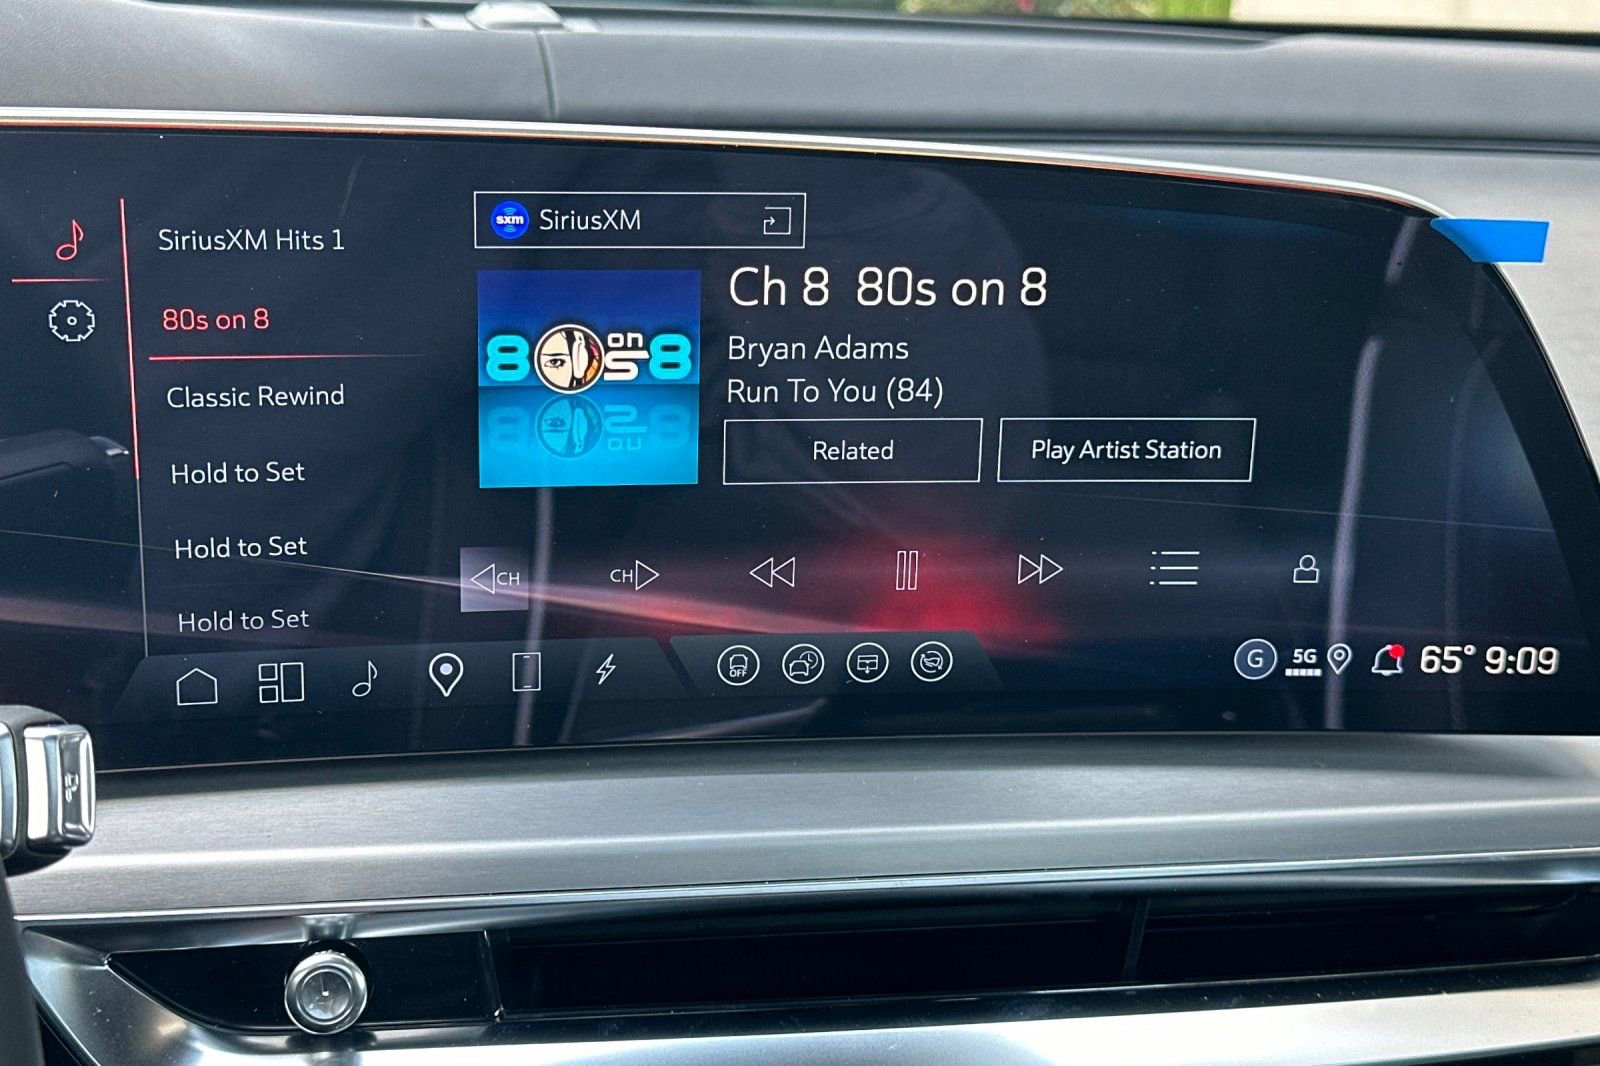 SiriusXM Hits 1
80s on 8
Classic Rewind
Hold to Set
Hold to Set
Hold to Set
sxm SiriusXM
80s on 8
Ch 8 80s on 8
Bryan Adams
Run To You (84)
Related
Play Artist Station
CH
CH
OFF
G
5G
65° 9:09